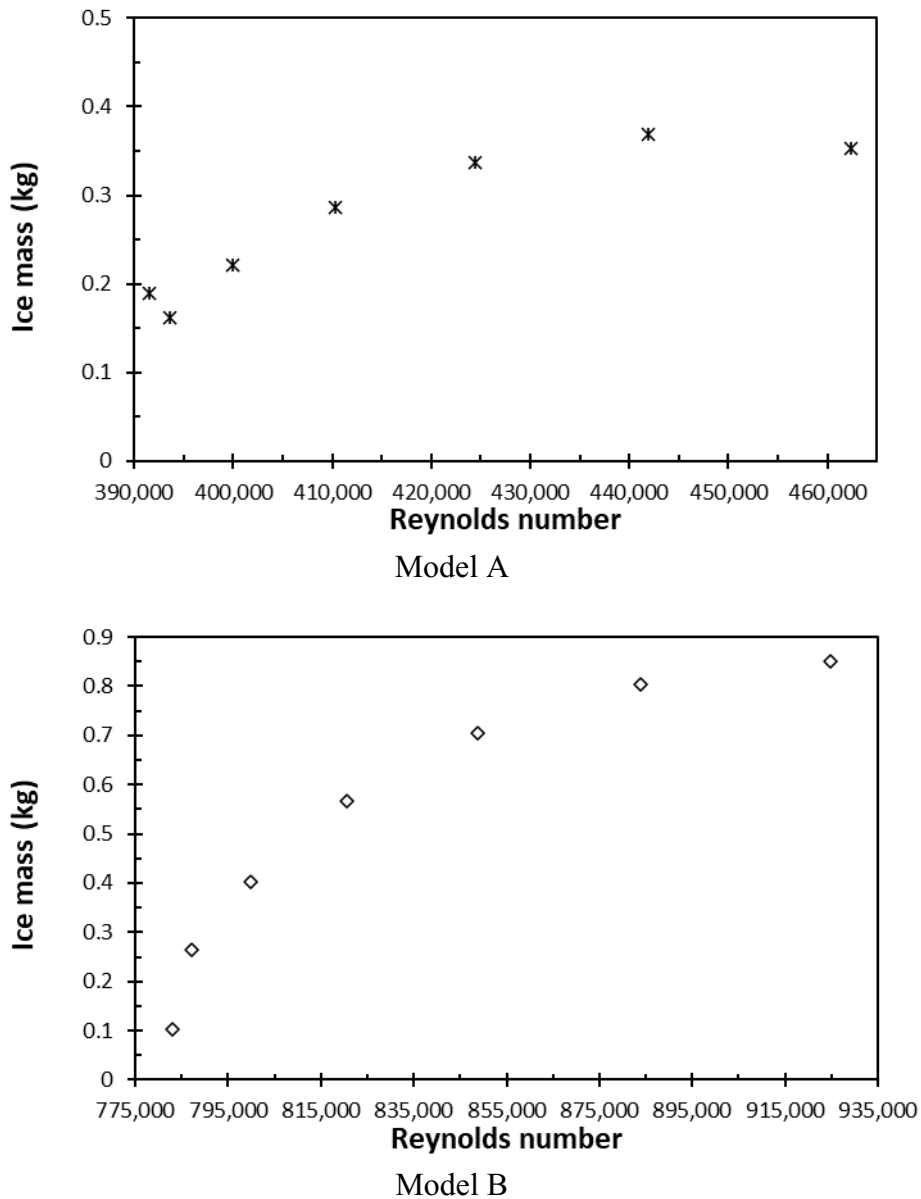 0.5
0.4
0.3
0.2
0.1
0
Ice mass (kg)
390,000 400,000 410,000 420,000 430,000 440,000 450,000 460,000
Reynolds number
Model A
0.9
0.8
0.7
0.6
0.5
0.4
0.3
0.2
0.1
0
Ice mass (kg)
775,000 795,000 815,000 835,000 855,000 875,000 895,000 915,000 935,000
Reynolds number
Model B